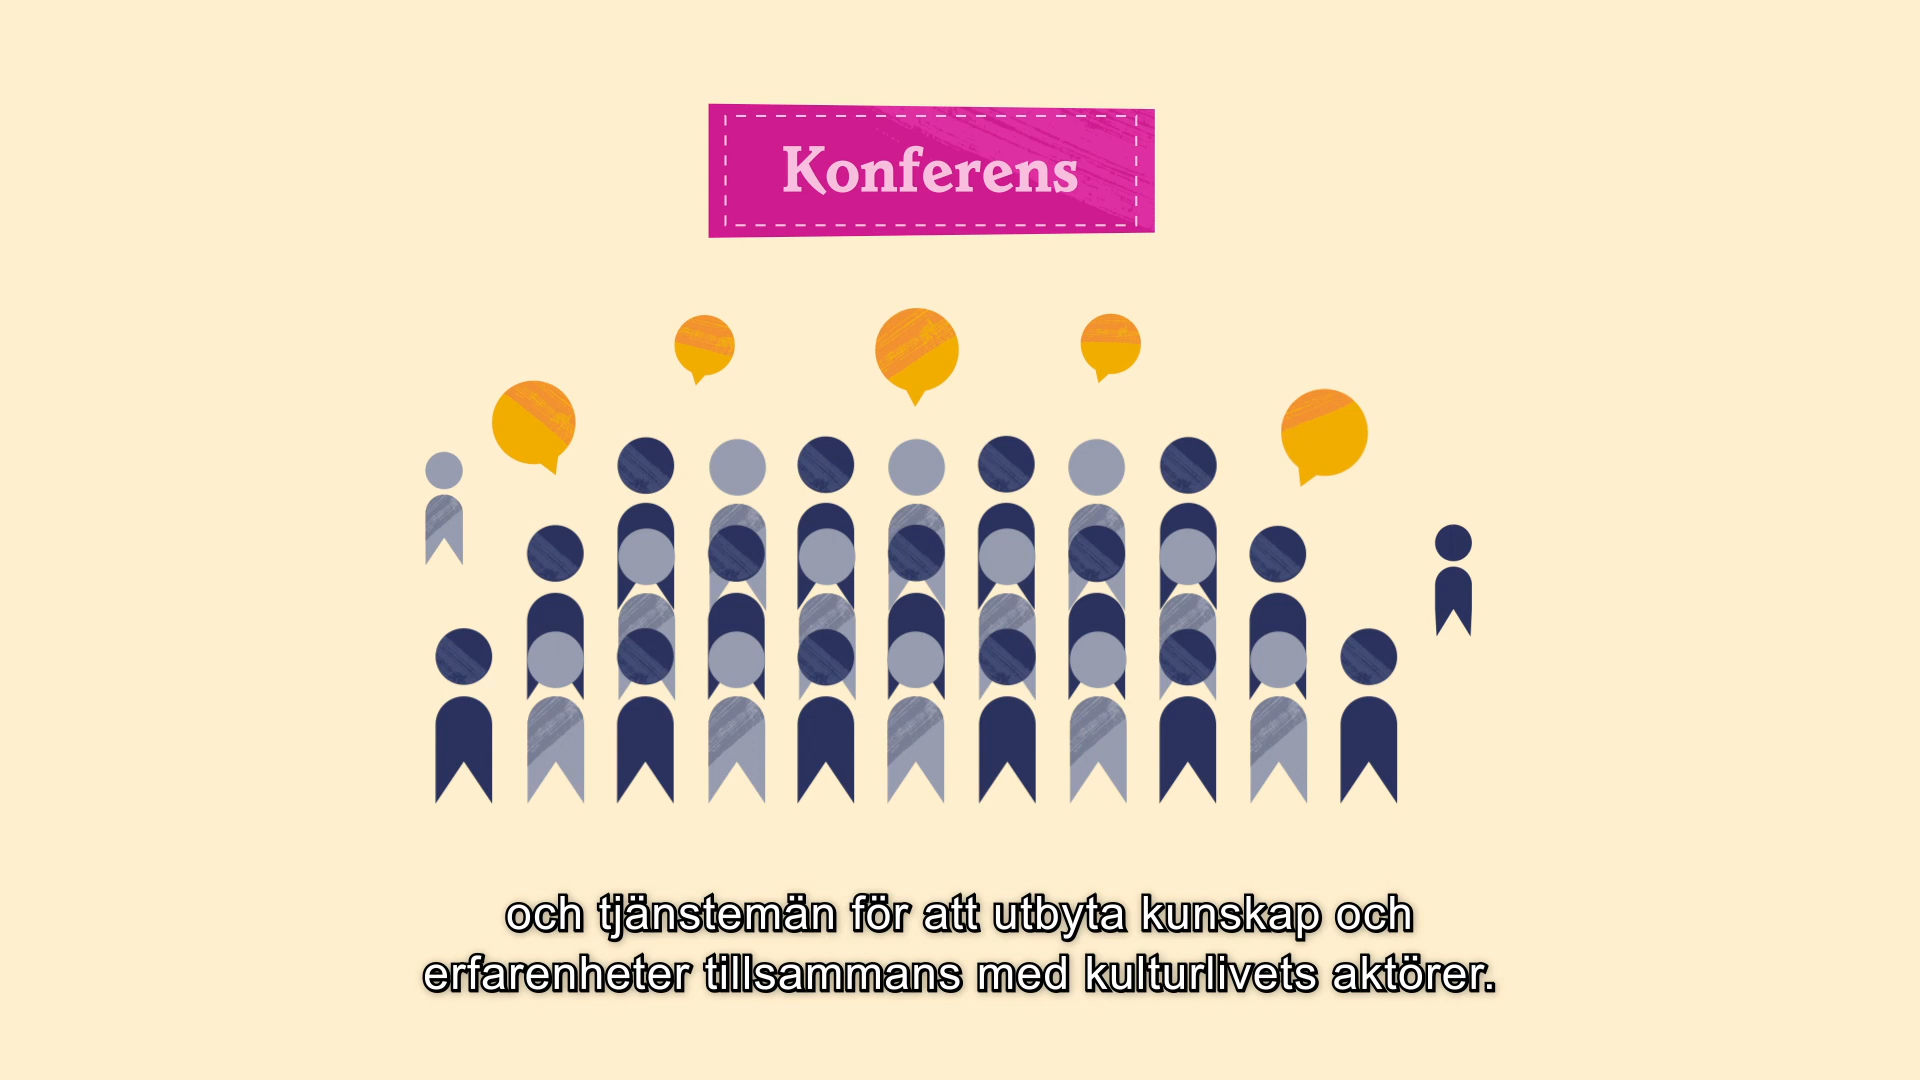 Konferens
och tjänstemän för att utbyta kunskap och
erfarenheter tillsammans med kulturlivets aktörer.